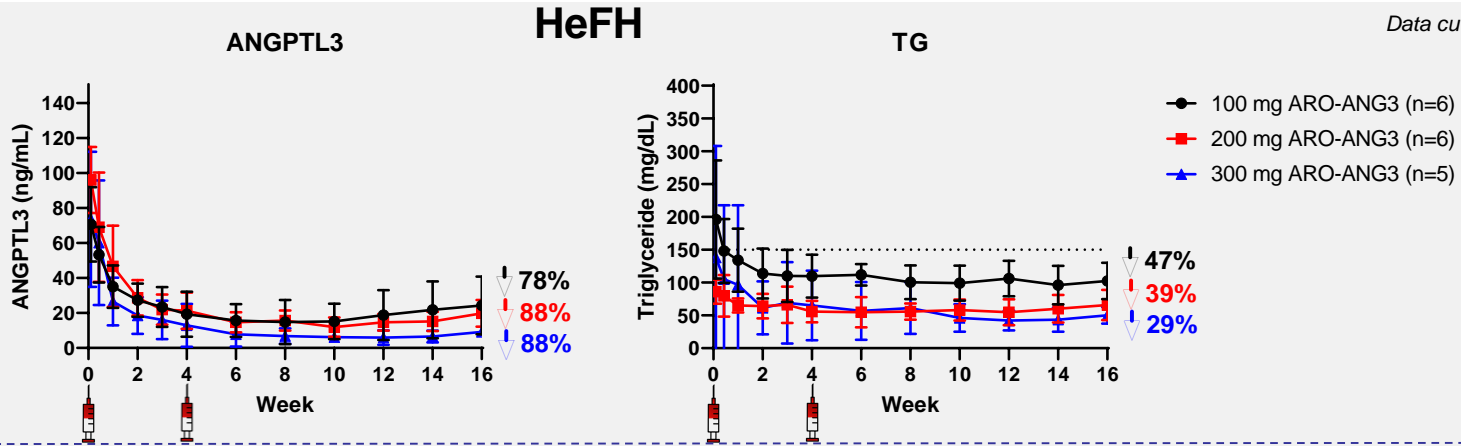 HeFH
Data cu
ANGPTL3
TG
ANGPTL3 (ng/mL)
140
120
100
80
60
40
20
0
0 2 4 6 8 10 12 14 16
Week
78%
88%
88%
Triglyceride (mg/dL)
400
350
300
250
200
150
100
50
0
0 2 4 6 8 10 12 14 16
Week
47%
39%
29%
100 mg ARO-ANG3 (n=6)
200 mg ARO-ANG3 (n=6)
300 mg ARO-ANG3 (n=5)